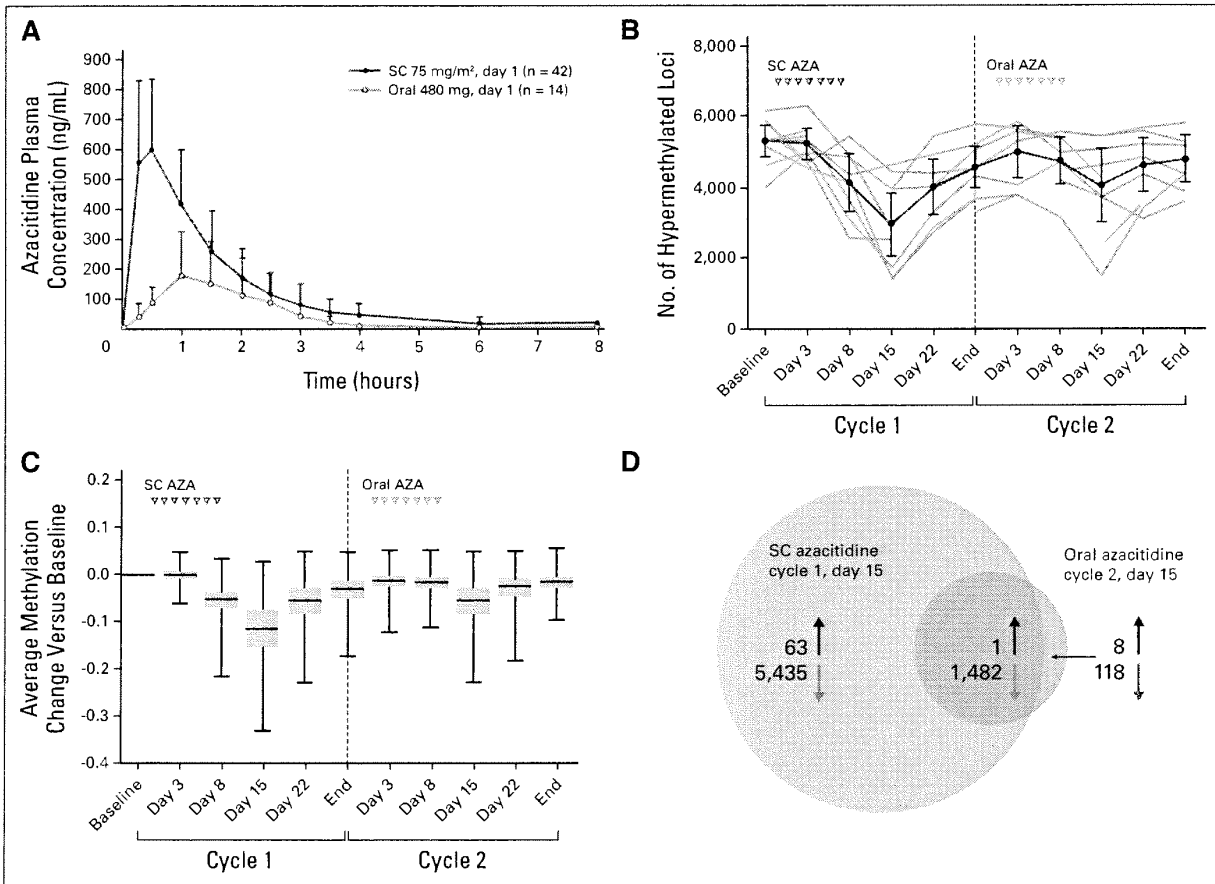 A
900
800
700
600
500
400
300
200
100
0
1
2
3
4
6
8
Azacitidine Plasma
Concentration (ng/mL)
Time (hours)
SC 75 mg/m², day 1 (n = 42)
Oral 480 mg, day 1 (n = 14)
B
8,000
6,000
4,000
2,000
0
No. of Hypermethylated Loci
SC AZA
Oral AZA
Baseline
Day 3
Day 8
Day 15
Day 22
End
Day 3
Day 8
Day 15
Day 22
End
Cycle 1
Cycle 2
C
0.2
0.1
0.0
-0.1
-0.2
-0.3
-0.4
Average Methylation
Change Versus Baseline
SC AZA
Oral AZA
Baseline
Day 3
Day 8
Day 15
Day 22
End
Day 3
Day 8
Day 15
Day 22
End
Cycle 1
Cycle 2
D
SC azacitidine
cycle 1, day 15
Oral azacitidine
cycle 2, day 15
63
5,435
1
1,482
8
118